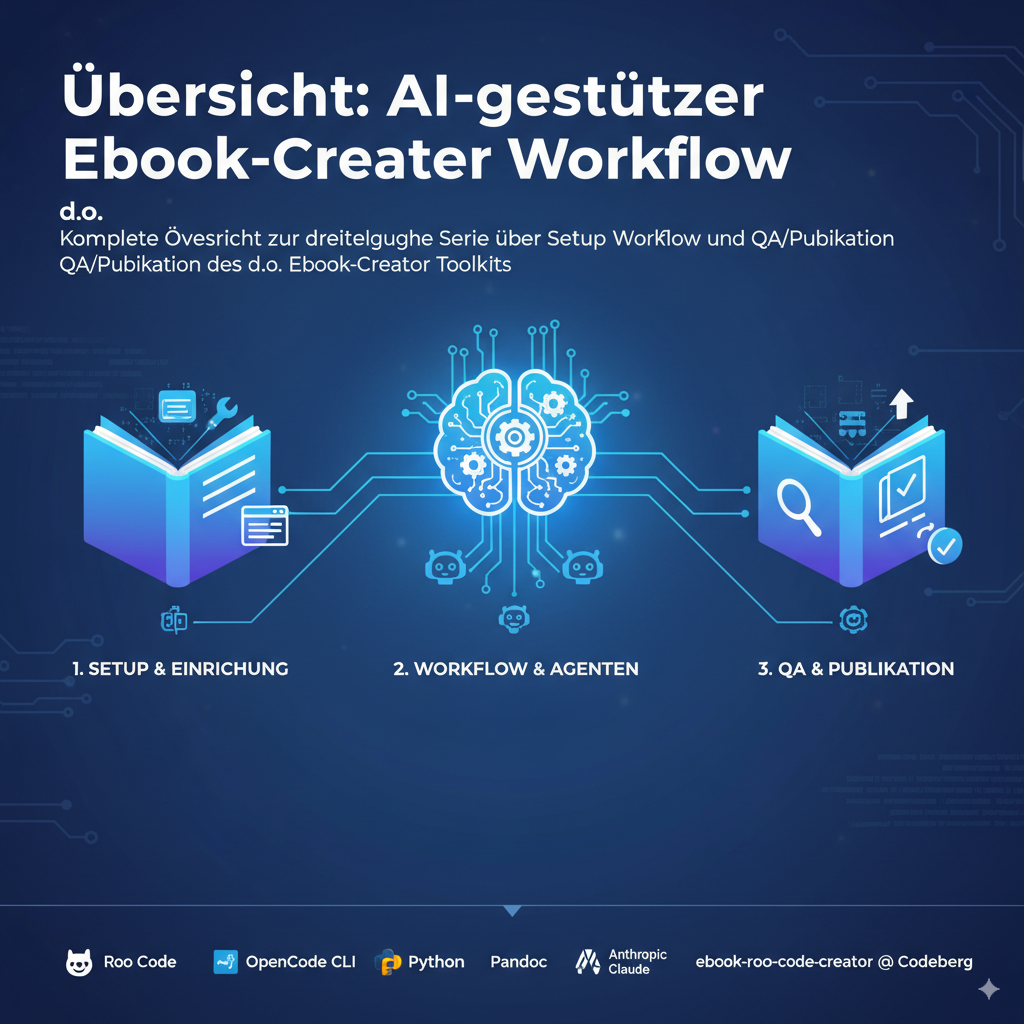 Übersicht: AI-gestützer
Ebook-Creater Workflow
d.o.
Komplete Övesricht zur dreitelgughe Serie über Setup Workflow und QA/Pubikation
QA/Pubikation des d.o. Ebook-Creator Toolkits
1. SETUP & EINRICHUNG
2. WORKFLOW & AGENTEN
3. QA & PUBLIKATION
Roo Code
OpenCode CLI
Python
Pandoc
Anthropic
Claude
ebook-roo-code-creator @ Codeberg